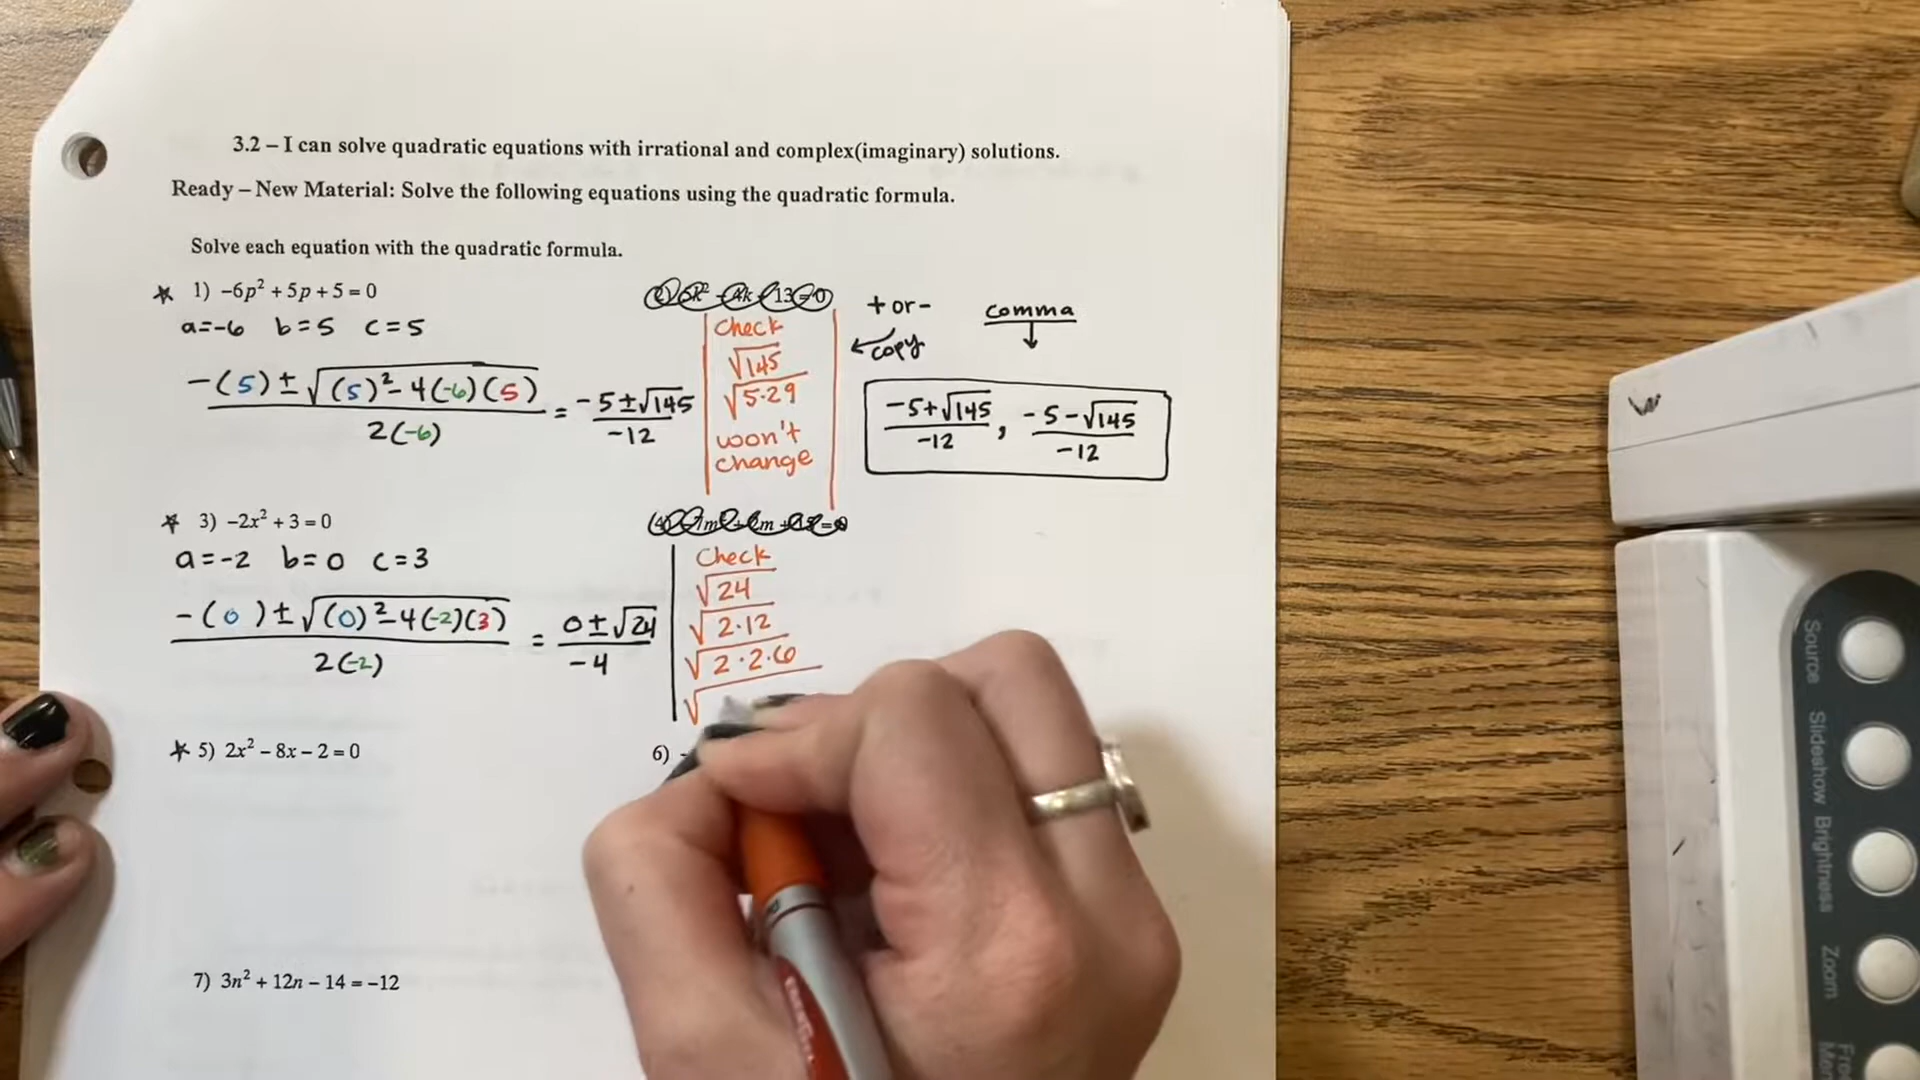 3.2 – I can solve quadratic equations with irrational and complex(imaginary) solutions.
Ready – New Material: Solve the following equations using the quadratic formula.
Solve each equation with the quadratic formula.
1) -6p² + 5p + 5 = 0
a=-6 b=5 c=5
-(5)±√((5)²-4(-6)(5)) / 2(-6) = -5±√145 / -12
Check
√145
√5·29
won't
change
+ or -
copy
comma
-5+√145 / -12 , -5-√145 / -12
3) -2x² + 3 = 0
a=-2 b=0 c=3
-(0)±√((0)²-4(-2)(3)) / 2(-2) = 0±√24 / -4
Check
√24
√2·12
√2·2·6
√
5) 2x² – 8x – 2 = 0
6)
7) 3n² + 12n – 14 = -12
Source
Slideshow
Brightness
Zoom